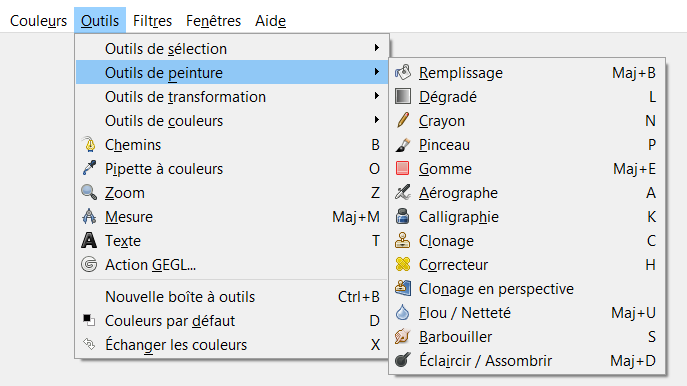 Couleurs Outils Filtres Fenêtres Aide
Outils de sélection
Outils de peinture
Outils de transformation
Outils de couleurs
Chemins B
Pipette à couleurs O
Zoom Z
Mesure Maj+M
Texte T
Action GEGL...
Nouvelle boîte à outils Ctrl+B
Couleurs par défaut D
Échanger les couleurs X
Remplissage Maj+B
Dégradé L
Crayon N
Pinceau P
Gomme Maj+E
Aérographe A
Calligraphie K
Clonage C
Correcteur H
Clonage en perspective
Flou / Netteté Maj+U
Barbouiller S
Éclaircir / Assombrir Maj+D